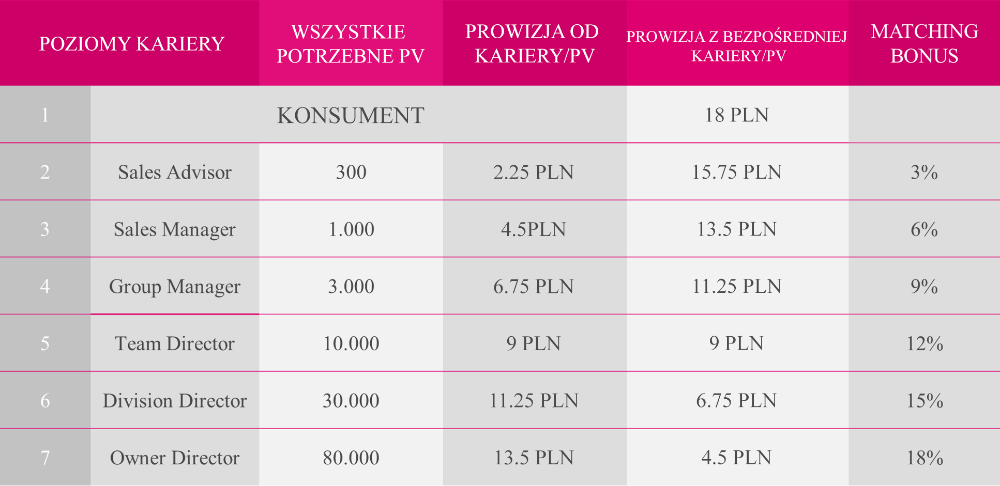 POZIOMY KARIERY
WSZYSTKIE
POTRZEBNE PV
PROWIZJA OD
KARIERY/PV
PROWIZJA Z BEZPOŚREDNIEJ
KARIERY/PV
MATCHING
BONUS
1 KONSUMENT 18 PLN
2 Sales Advisor 300 2.25 PLN 15.75 PLN 3%
3 Sales Manager 1.000 4.5PLN 13.5 PLN 6%
4 Group Manager 3.000 6.75 PLN 11.25 PLN 9%
5 Team Director 10.000 9 PLN 9 PLN 12%
6 Division Director 30.000 11.25 PLN 6.75 PLN 15%
7 Owner Director 80.000 13.5 PLN 4.5 PLN 18%